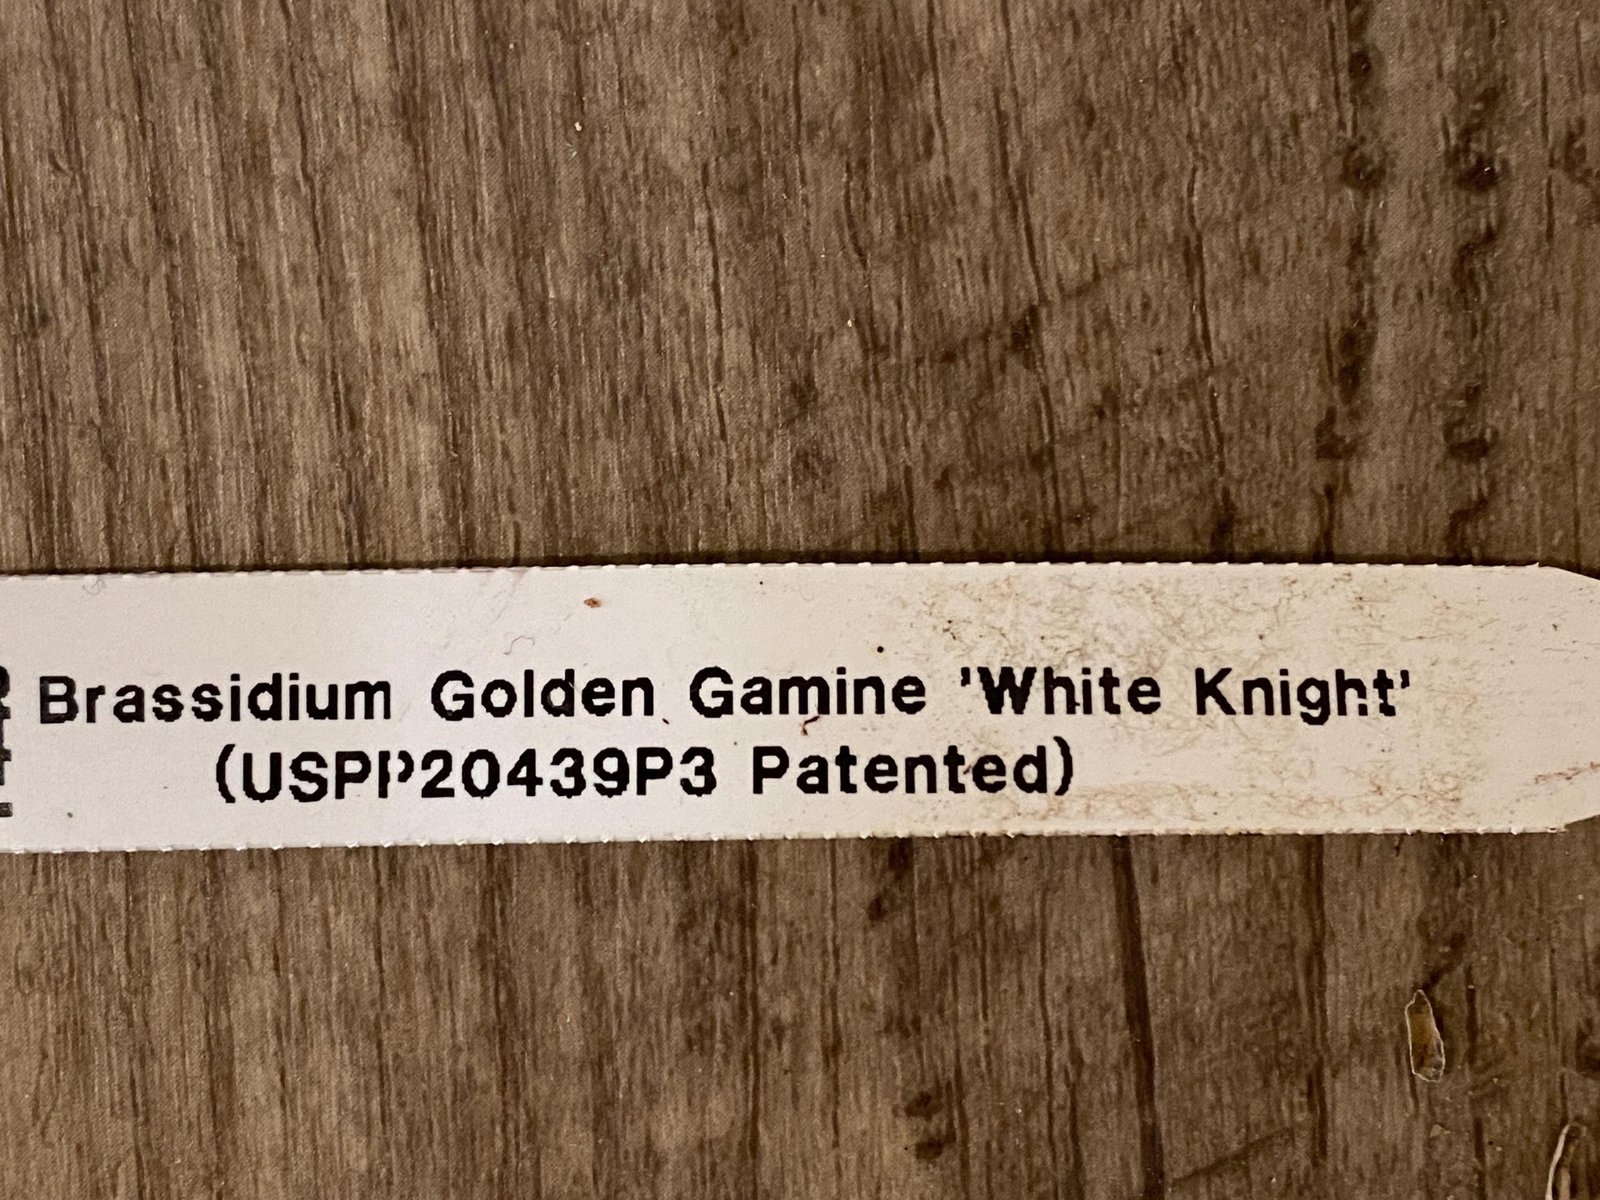 Brassidium Golden Gamine 'White Knight'
(USPP20439P3 Patented)